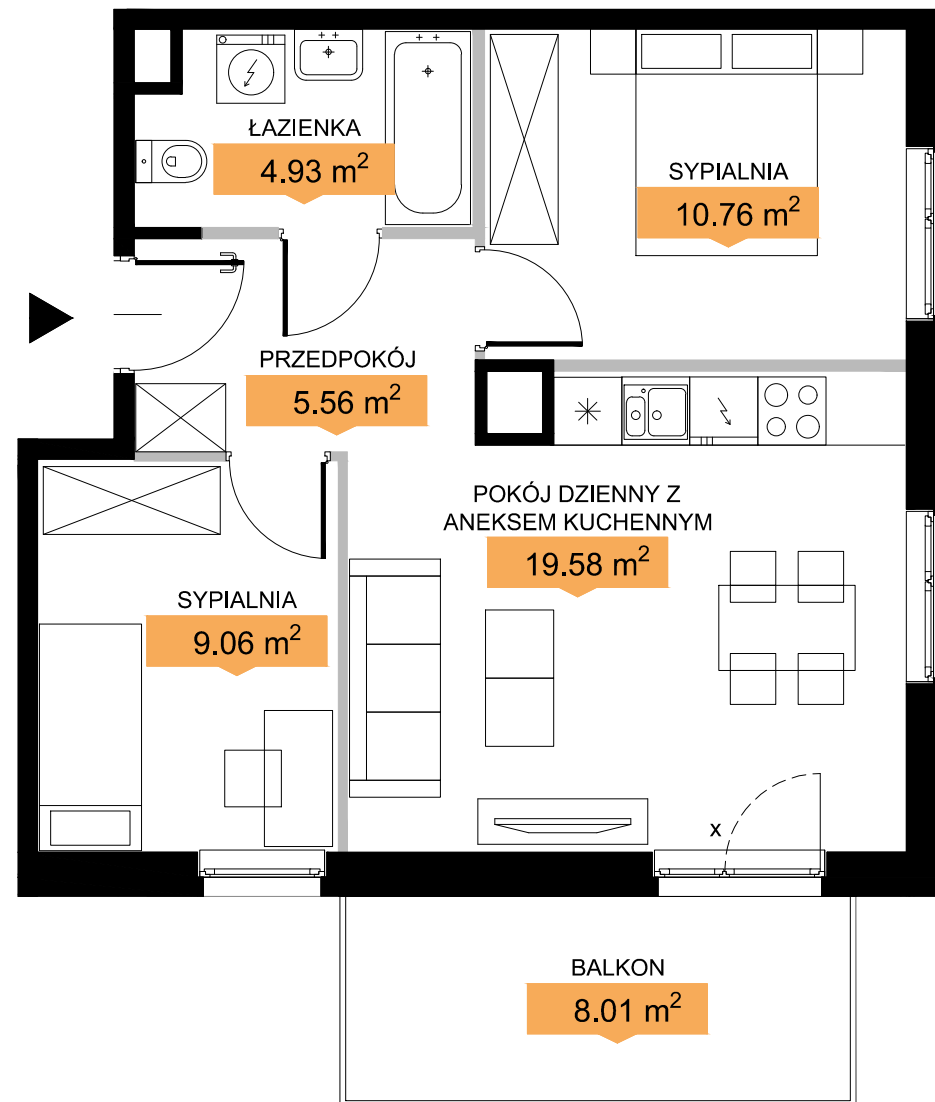 ŁAZIENKA
4.93 m²
SYPIALNIA
10.76 m²
PRZEDPOKÓJ
5.56 m²
POKÓJ DZIENNY Z
ANEKSEM KUCHENNYM
19.58 m²
SYPIALNIA
9.06 m²
x
BALKON
8.01 m²